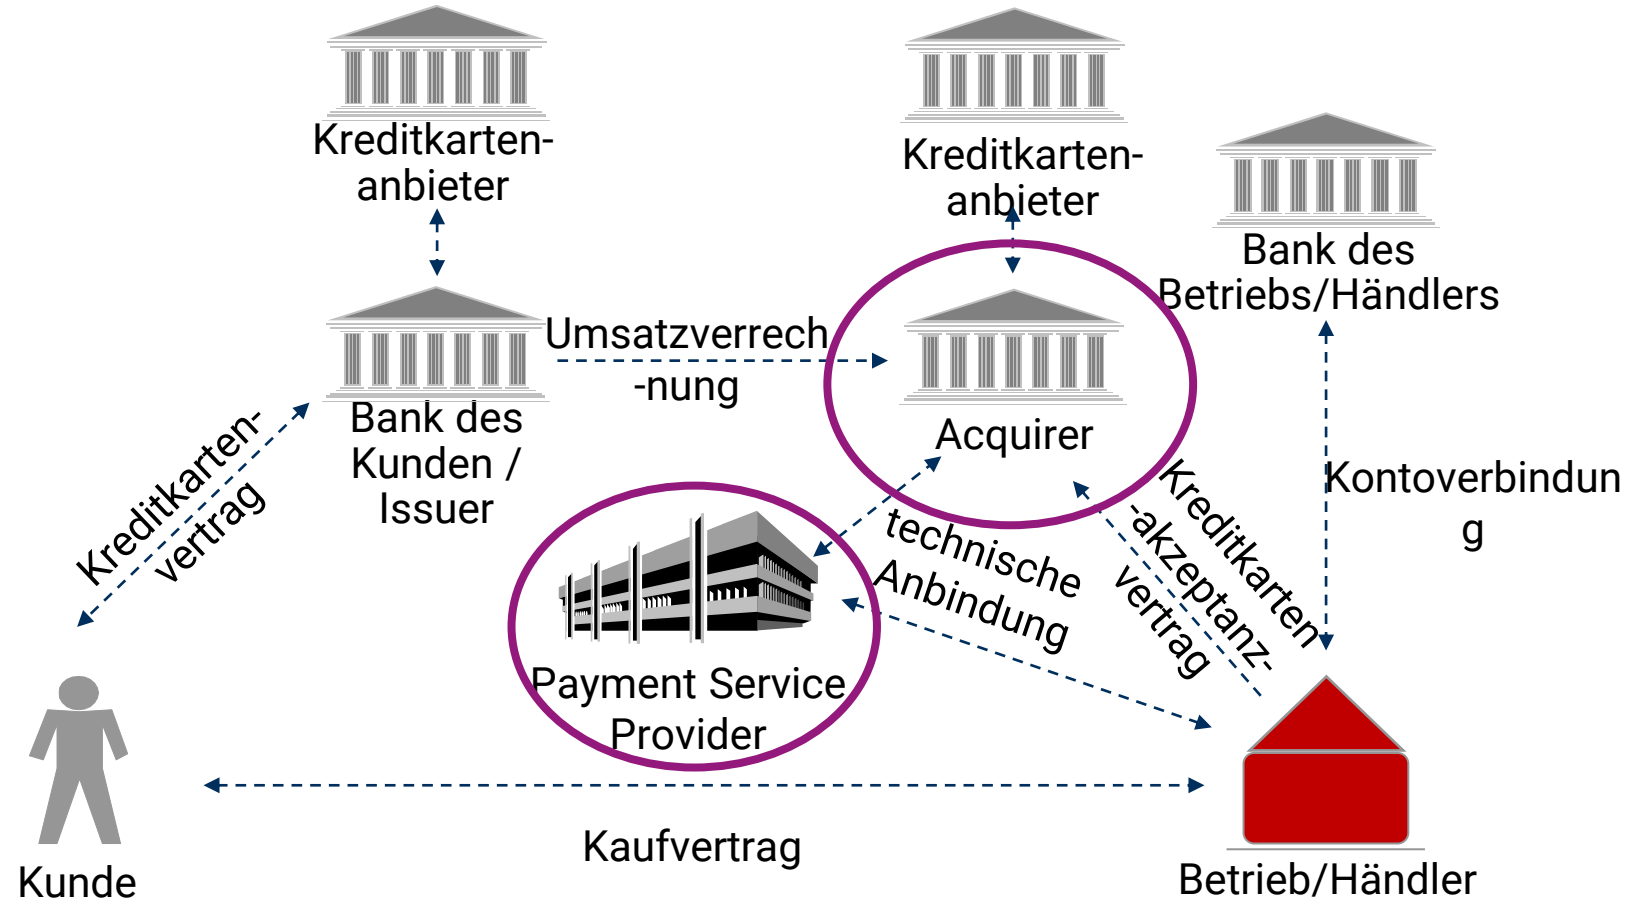 Kreditkarten-
anbieter
Kreditkarten-
anbieter
Bank des
Betriebs/Händlers
Umsatzverrech
-nung
Bank des
Kunden /
Issuer
Acquirer
Kreditkarten-
vertrag
Kontoverbindun
g
technische
Anbindung
Kreditkarten
-akzeptanz-
vertrag
Payment Service
Provider
Kaufvertrag
Kunde
Betrieb/Händler